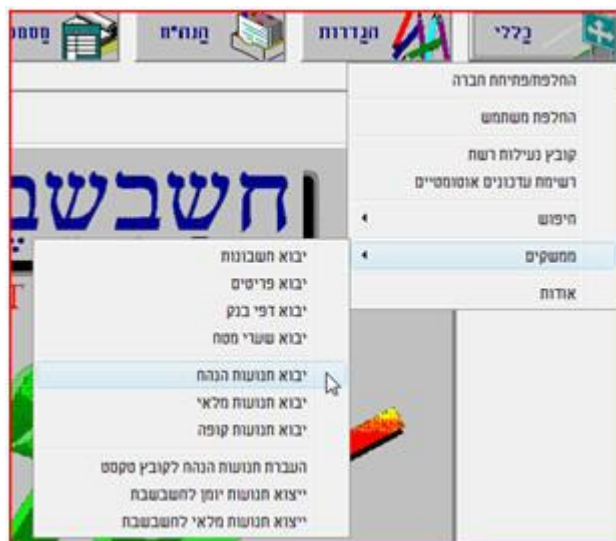 כללי
הגדרות
הנה"ח
החלפת/פתיחת חברה
החלפת משתמש
קובץ נעילות רשת
רשימת עדכונים אוטומטיים
חיפוש
ממשקים
אודות
חשבשב
יבוא חשבונות
יבוא פריטים
יבוא דפי בנק
יבוא שערי מטח
יבוא תנועות הנהח
יבוא תנועות מלאי
יבוא תנועות קופה
העברת תנועות הנהח לקובץ טקסט
ייצוא תנועות יומן לחשבשבת
ייצוא תנועות מלאי לחשבשבת